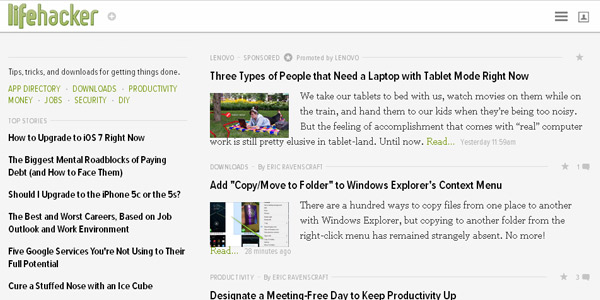 lifehacker
Tips, tricks, and downloads for getting things done.
APP DIRECTORY · DOWNLOADS · PRODUCTIVITY
MONEY · JOBS · SECURITY · DIY
TOP STORIES
How to Upgrade to iOS 7 Right Now
The Biggest Mental Roadblocks of Paying
Debt (and How to Face Them)
Should I Upgrade to the iPhone 5c or the 5s?
The Best and Worst Careers, Based on Job
Outlook and Work Environment
Five Google Services You're Not Using to Their
Full Potential
Cure a Stuffed Nose with an Ice Cube
LENOVO · SPONSORED Promoted by LENOVO
Three Types of People that Need a Laptop with Tablet Mode Right Now
We take our tablets to bed with us, watch movies on them while on
the train, and hand them to our kids when they're being too noisy.
But the feeling of accomplishment that comes with “real” computer
work is still pretty elusive in tablet-land. Until now. Read... Yesterday 11:59am
DOWNLOADS · By ERIC RAVENSCRAFT 1
Add "Copy/Move to Folder" to Windows Explorer's Context Menu
There are a hundred ways to copy files from one place to another
with Windows Explorer, but copying to another folder from the
right-click menu has remained strangely absent. No more!
Read... 28 minutes ago
PRODUCTIVITY · By ERIC RAVENSCRAFT 3
Designate a Meeting-Free Day to Keep Productivity Up